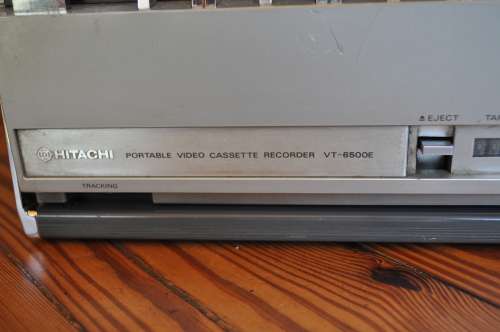 EJECT
HITACHI PORTABLE VIDEO CASSETTE RECORDER VT-6500E
TRACKING